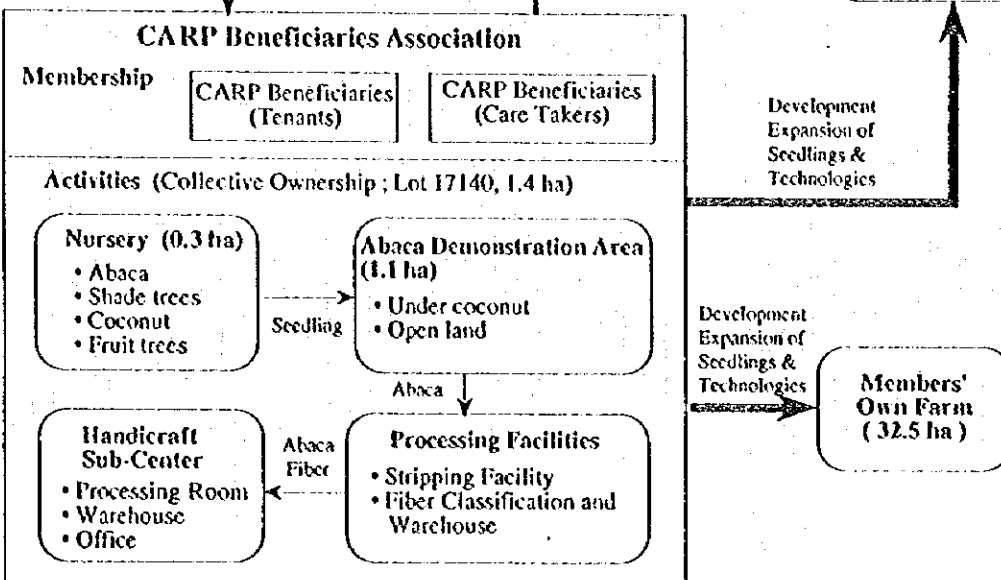 CARP Beneficiaries Association
Membership
CARP Beneficiaries
(Tenants)
CARP Beneficiaries
(Care Takers)
Activities (Collective Ownership ; Lot 17140, 1.4 ha)
Nursery (0.3 ha)
• Abaca
• Shade trees
• Coconut
• Fruit trees
Seedling
Abaca Demonstration Area
(1.1 ha)
• Under coconut
• Open land
Abaca
Handicraft
Sub-Center
• Processing Room
• Warehouse
• Office
Abaca
Fiber
Processing Facilities
• Stripping Facility
• Fiber Classification and
Warehouse
Development
Expansion of
Seedlings &
Technologies
Development
Expansion of
Seedlings &
Technologies
Members'
Own Farm
( 32.5 ha )